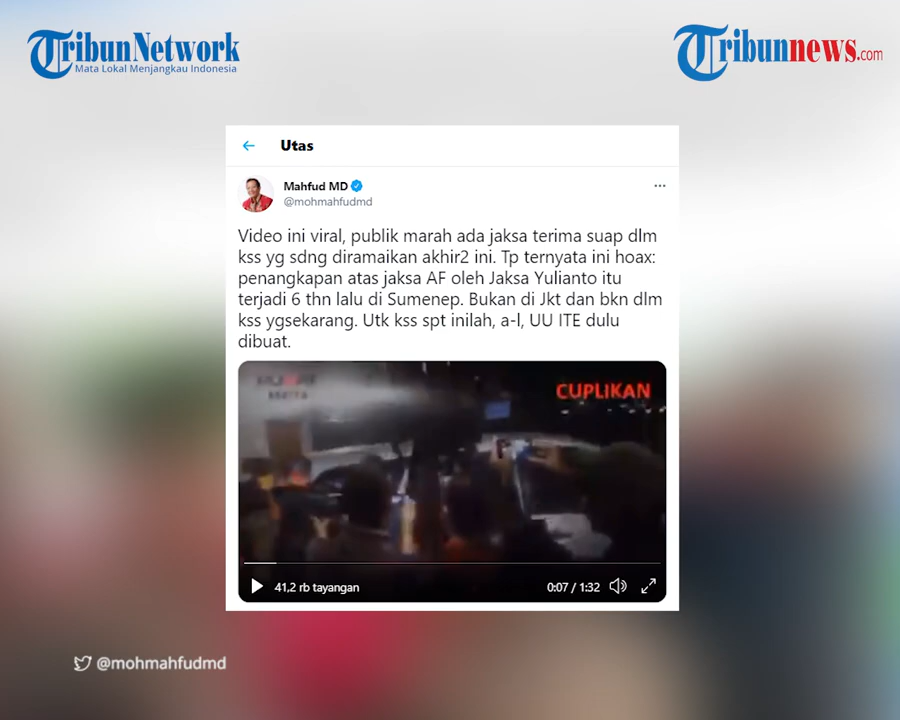 TribunNetwork
Mata Lokal Menjangkau Indonesia
Tribunnews.com
Utas
Mahfud MD
@mohmahfudmd
Video ini viral, publik marah ada jaksa terima suap dlm
kss yg sdng diramaikan akhir2 ini. Tp ternyata ini hoax:
penangkapan atas jaksa AF oleh Jaksa Yulianto itu
terjadi 6 thn lalu di Sumenep. Bukan di Jkt dan bkn dlm
kss ygsekarang. Utk kss spt inilah, a-l, UU ITE dulu
dibuat.
CUPLIKAN
41,2 rb tayangan
0:07 / 1:32
@mohmahfudmd